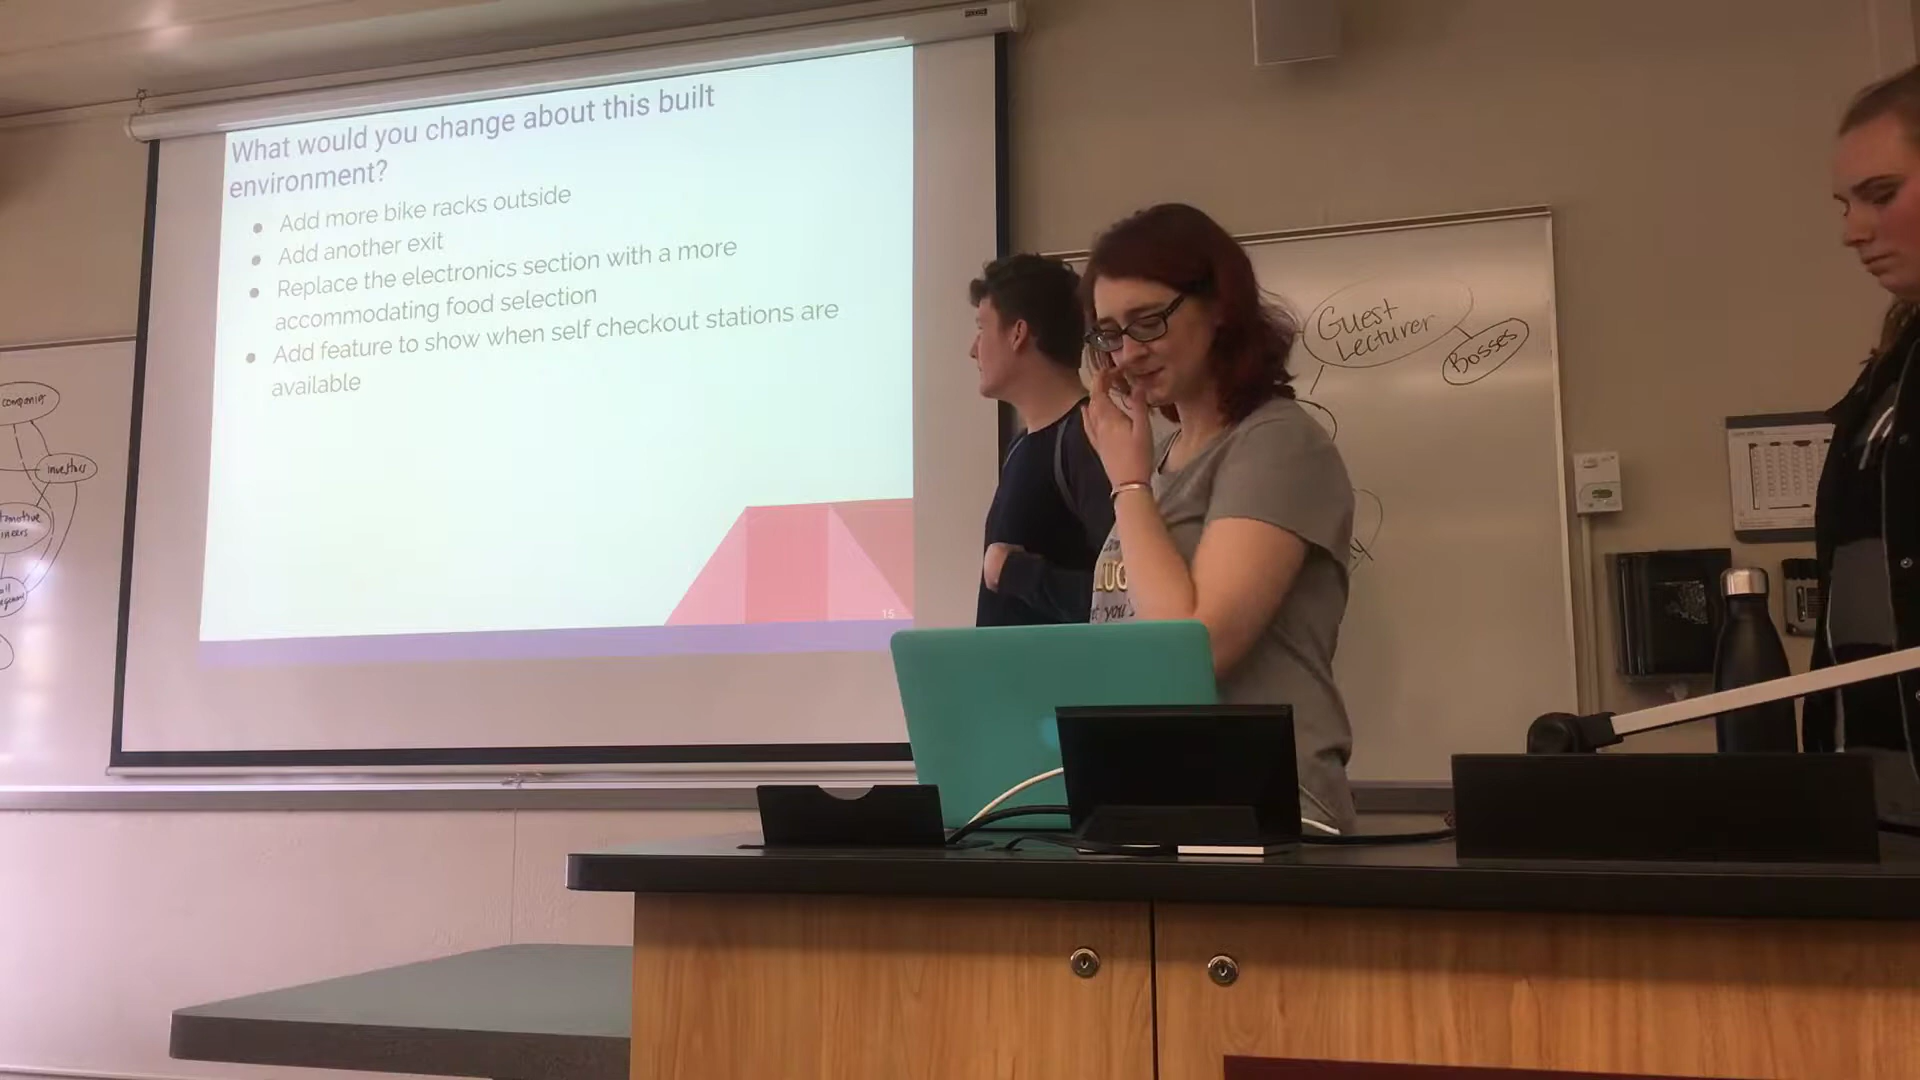 What would you change about this built
environment?
Add more bike racks outside
Add another exit
Replace the electronics section with a more
accommodating food selection
Add feature to show when self checkout stations are
available
15
companies
investors
Guest
Lecturer
Bosses
you